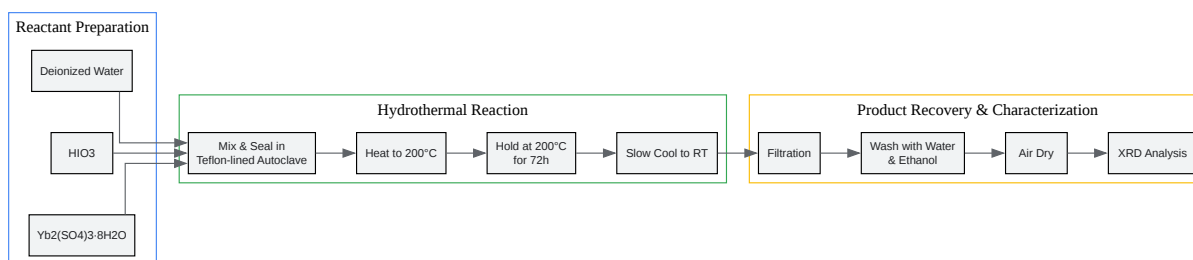 Reactant Preparation
Deionized Water
HIO3
Yb2(SO4)3·8H2O
Hydrothermal Reaction
Mix & Seal in
Teflon-lined Autoclave
Heat to 200°C
Hold at 200°C
for 72h
Slow Cool to RT
Product Recovery & Characterization
Filtration
Wash with Water
& Ethanol
Air Dry
XRD Analysis